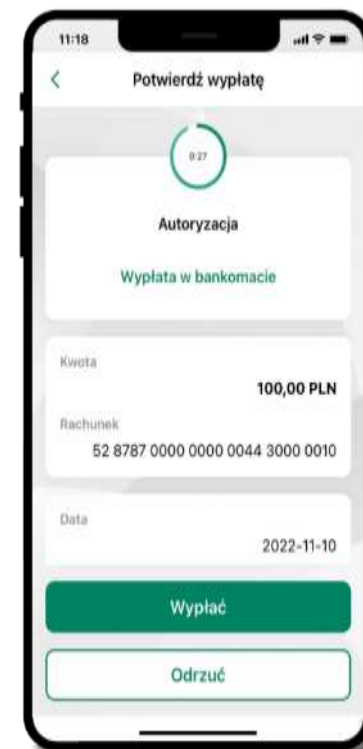 11:18
Potwierdź wypłatę
0:27
Autoryzacja
Wypłata w bankomacie
Kwota
100,00 PLN
Rachunek
52 8787 0000 0000 0044 3000 0010
Data
2022-11-10
Wypłać
Odrzuć